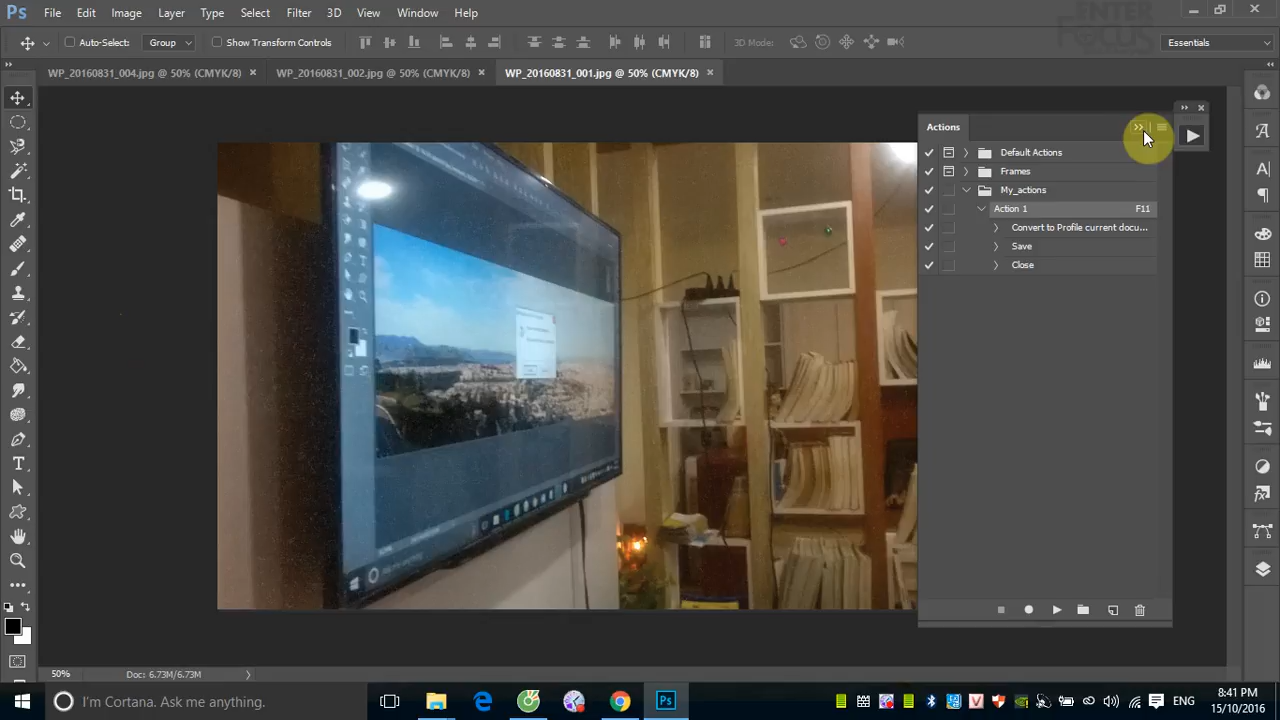 Ps File Edit Image Layer Type Select Filter 3D View Window Help
ENTER
FOCUS
Auto-Select: Group Show Transform Controls 3D Mode: Essentials
WP_20160831_004.jpg @ 50% (CMYK/8) × WP_20160831_002.jpg @ 50% (CMYK/8) × WP_20160831_001.jpg @ 50% (CMYK/8) ×
Actions
Default Actions
Frames
My_actions
Action 1 F11
Convert to Profile current docu...
Save
Close
50% Doc: 6.73M/6.73M
I'm Cortana. Ask me anything.
Ps
ENG
8:41 PM
15/10/2016